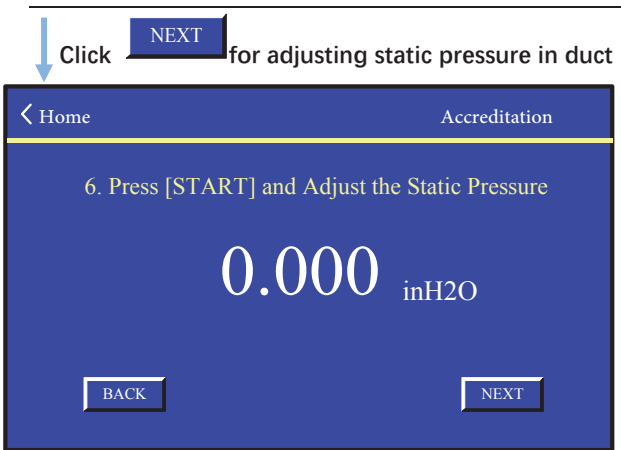 Click NEXT for adjusting static pressure in duct
< Home Accreditation
6. Press [START] and Adjust the Static Pressure
0.000 inH2O
BACK NEXT